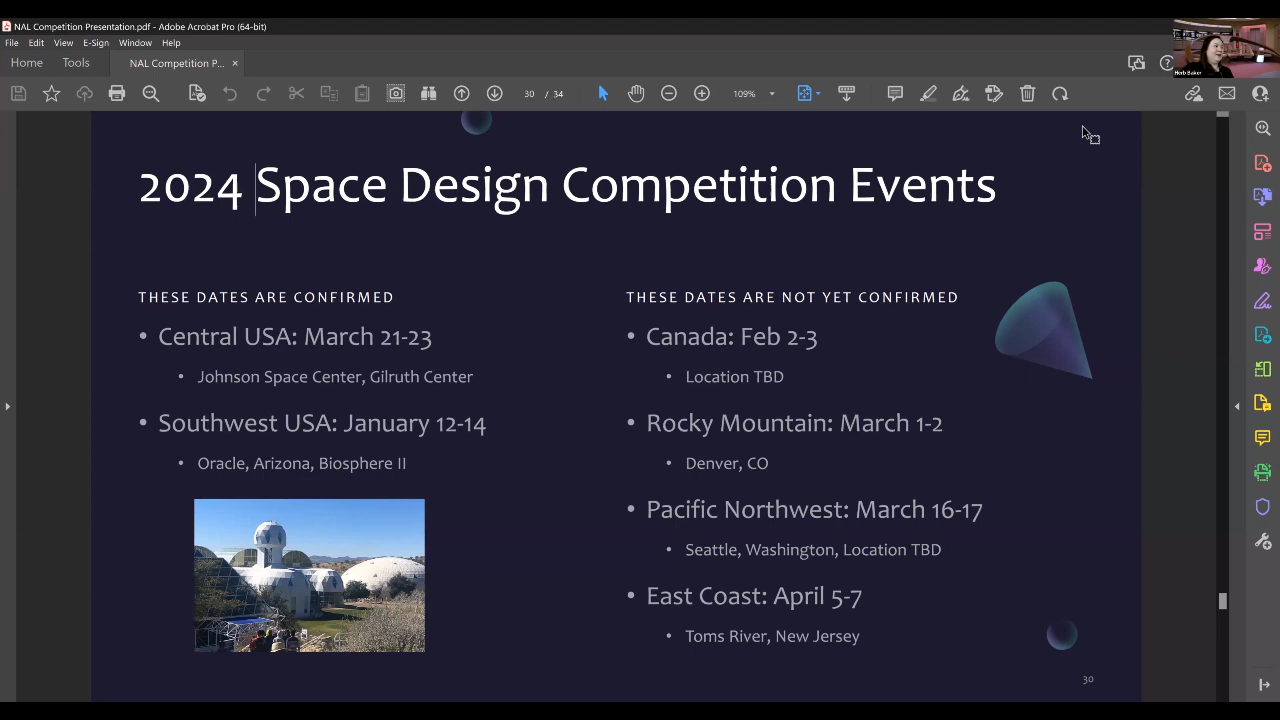 NAL Competition Presentation.pdf - Adobe Acrobat Pro (64-bit)
File Edit View E-Sign Window Help
Home Tools NAL Competition P... ×
30 / 34 109%
Herb Baker
2024 Space Design Competition Events
THESE DATES ARE CONFIRMED
• Central USA: March 21-23
• Johnson Space Center, Gilruth Center
• Southwest USA: January 12-14
• Oracle, Arizona, Biosphere II
THESE DATES ARE NOT YET CONFIRMED
• Canada: Feb 2-3
• Location TBD
• Rocky Mountain: March 1-2
• Denver, CO
• Pacific Northwest: March 16-17
• Seattle, Washington, Location TBD
• East Coast: April 5-7
• Toms River, New Jersey
30